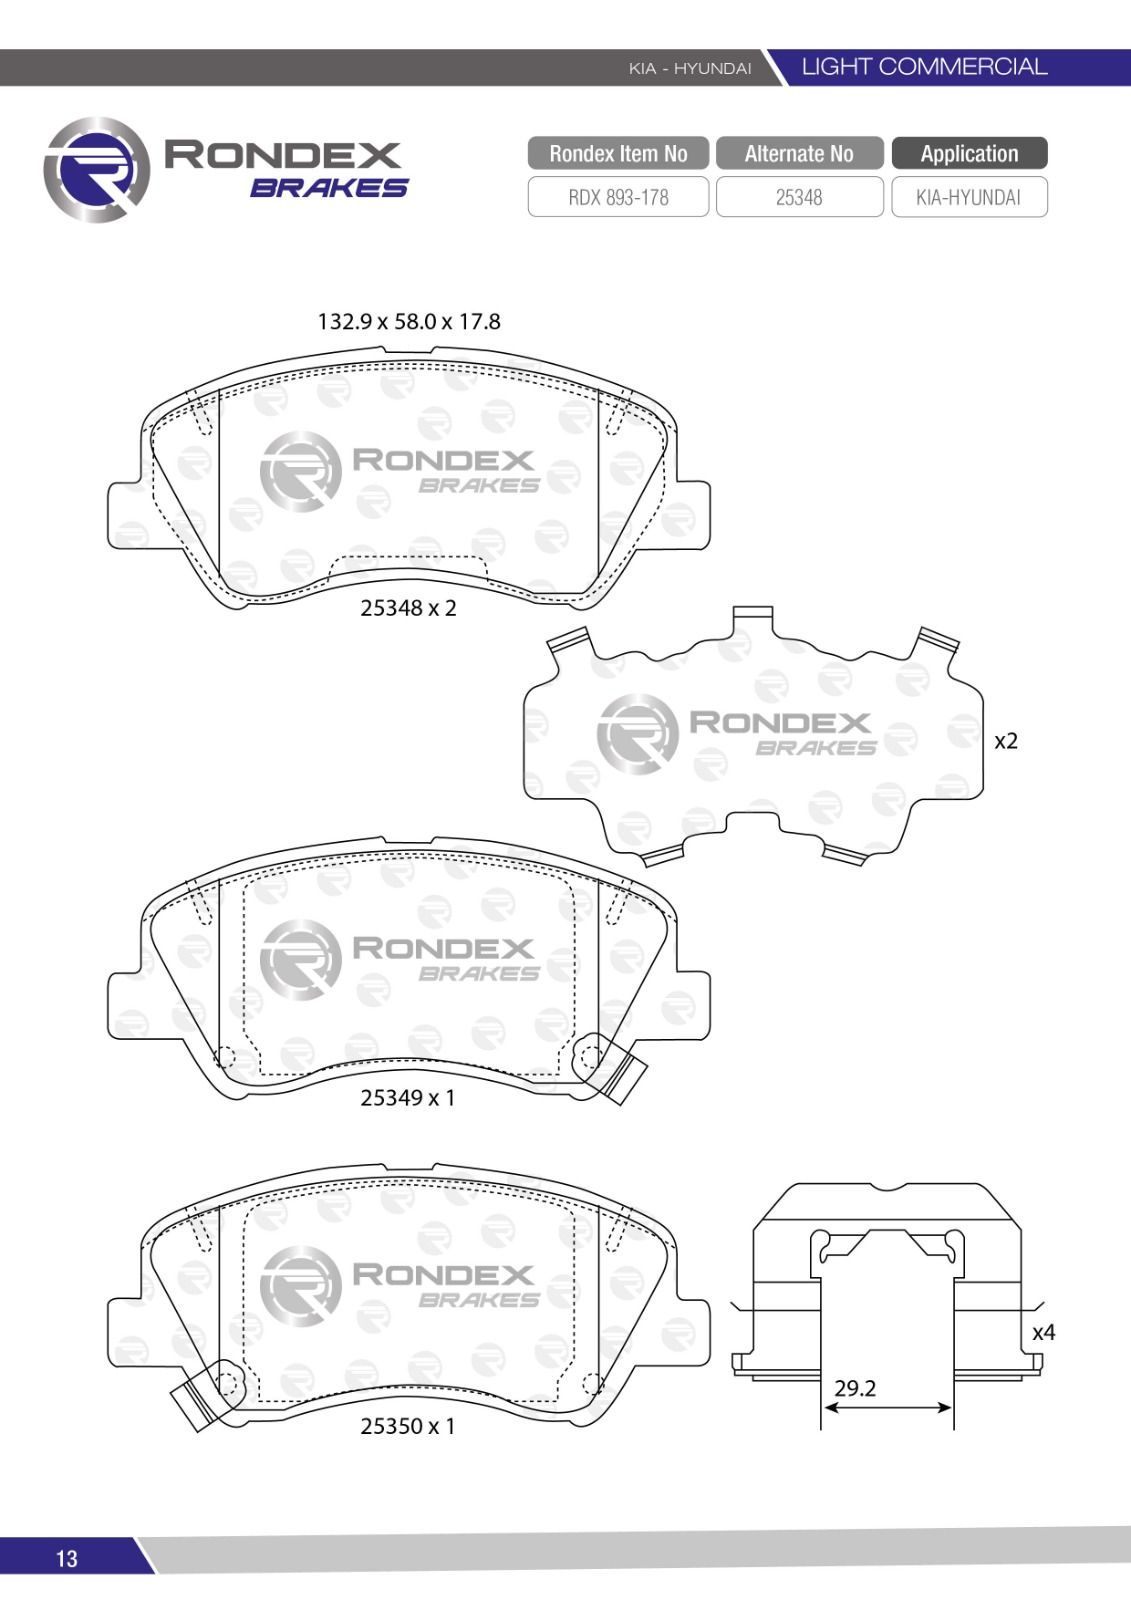 KIA - HYUNDAI
LIGHT COMMERCIAL
RONDEX
BRAKES
Rondex Item No
Alternate No
Application
RDX 893-178
25348
KIA-HYUNDAI
132.9 x 58.0 x 17.8
RONDEX
BRAKES
25348 x 2
RONDEX
BRAKES
x2
RONDEX
BRAKES
25349 x 1
RONDEX
BRAKES
25350 x 1
x4
29.2
13